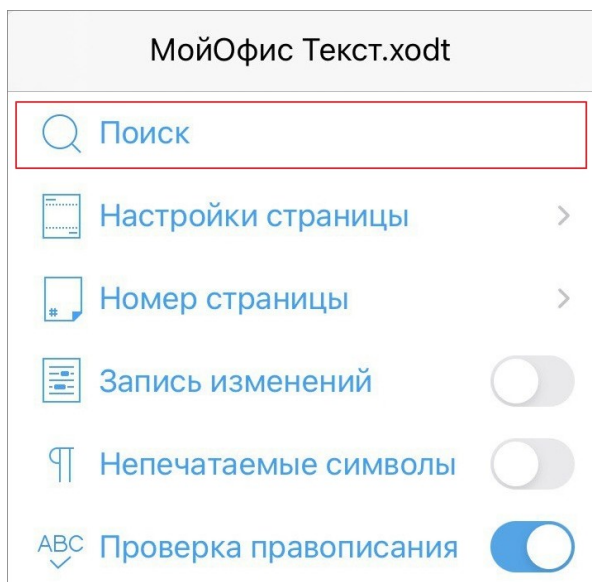 МойОфис Текст.xodt
Поиск
Настройки страницы
#
Номер страницы
Запись изменений
Непечатаемые символы
ABC Проверка правописания